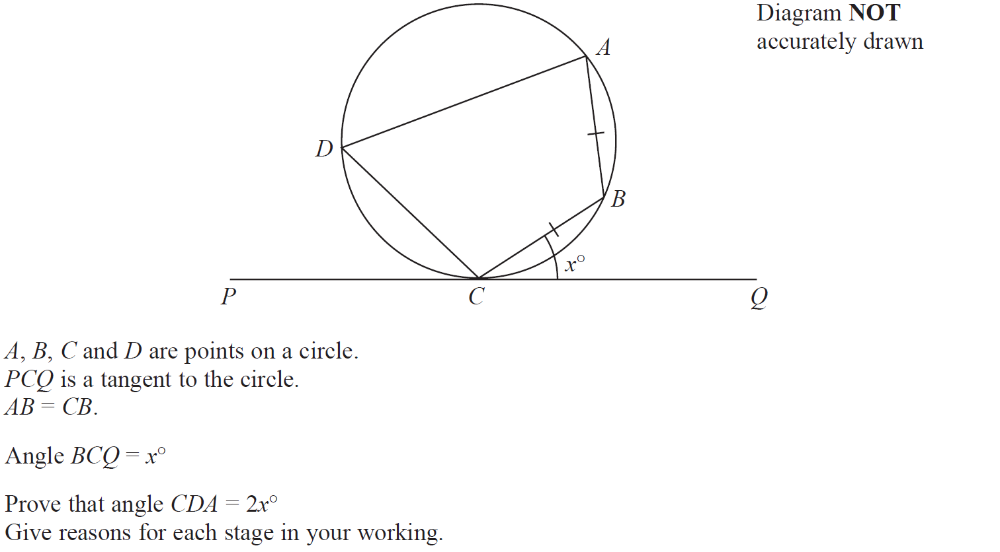 Diagram NOT
accurately drawn
A
D
B
x°
P
C
Q
A, B, C and D are points on a circle.
PCQ is a tangent to the circle.
AB = CB.
Angle BCQ = x°
Prove that angle CDA = 2x°
Give reasons for each stage in your working.